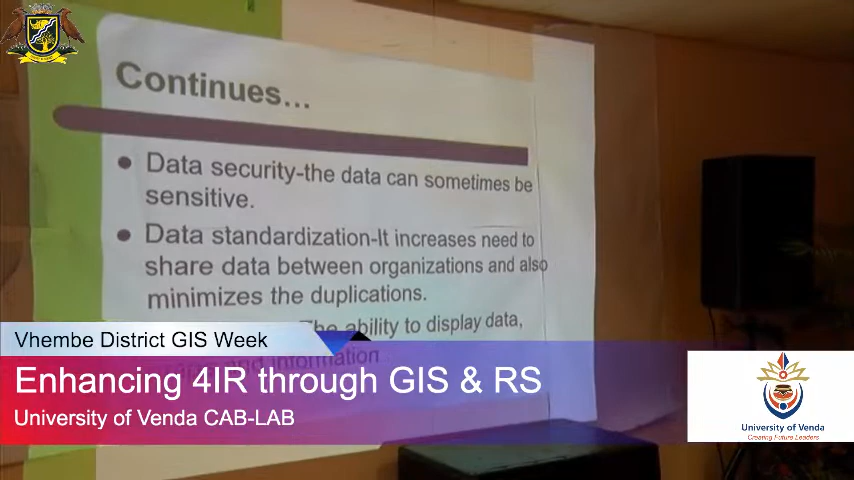 Continues...
Data security-the data can sometimes be
sensitive.
Data standardization-It increases need to
share data between organizations and also
minimizes the duplications.
The ability to display data,
and information
Vhembe District GIS Week
Enhancing 4IR through GIS & RS
University of Venda CAB-LAB
University of Venda
Creating Future Leaders